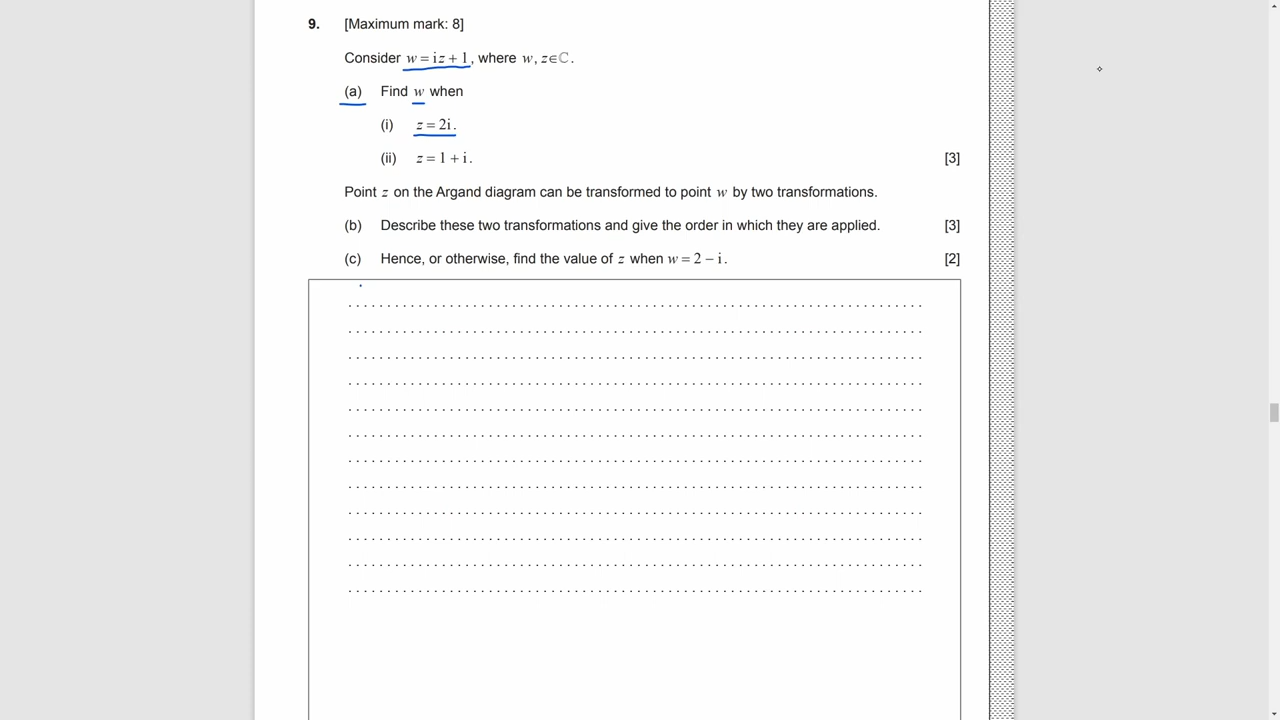 9. [Maximum mark: 8]
Consider w = iz + 1, where w, z∈ℂ.
(a) Find w when
(i) z = 2i.
(ii) z = 1 + i. [3]
Point z on the Argand diagram can be transformed to point w by two transformations.
(b) Describe these two transformations and give the order in which they are applied. [3]
(c) Hence, or otherwise, find the value of z when w = 2 − i. [2]